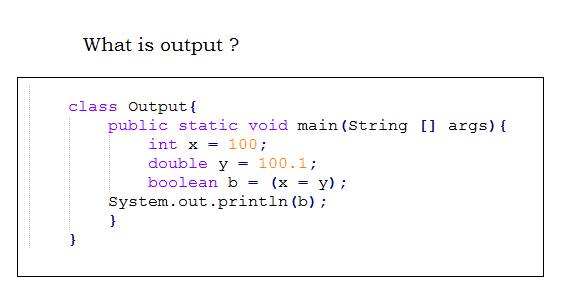 What is output ?
class Output{
public static void main(String [] args){
int x = 100;
double y = 100.1;
boolean b = (x = y);
System.out.println(b);
}
}